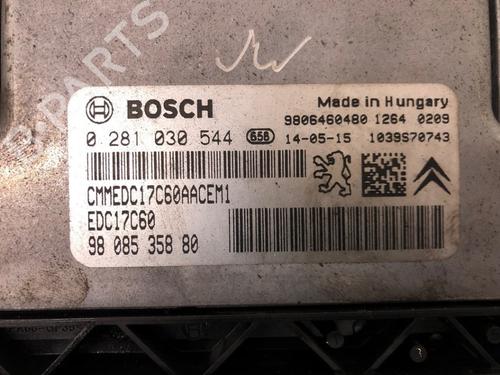 BOSCH
Made in Hungary
9806460480 1264 0209
0 281 030 544 656 14-05-15 1039S70743
CMMEDC17C60AACEM1
EDC17C60
98 085 358 80